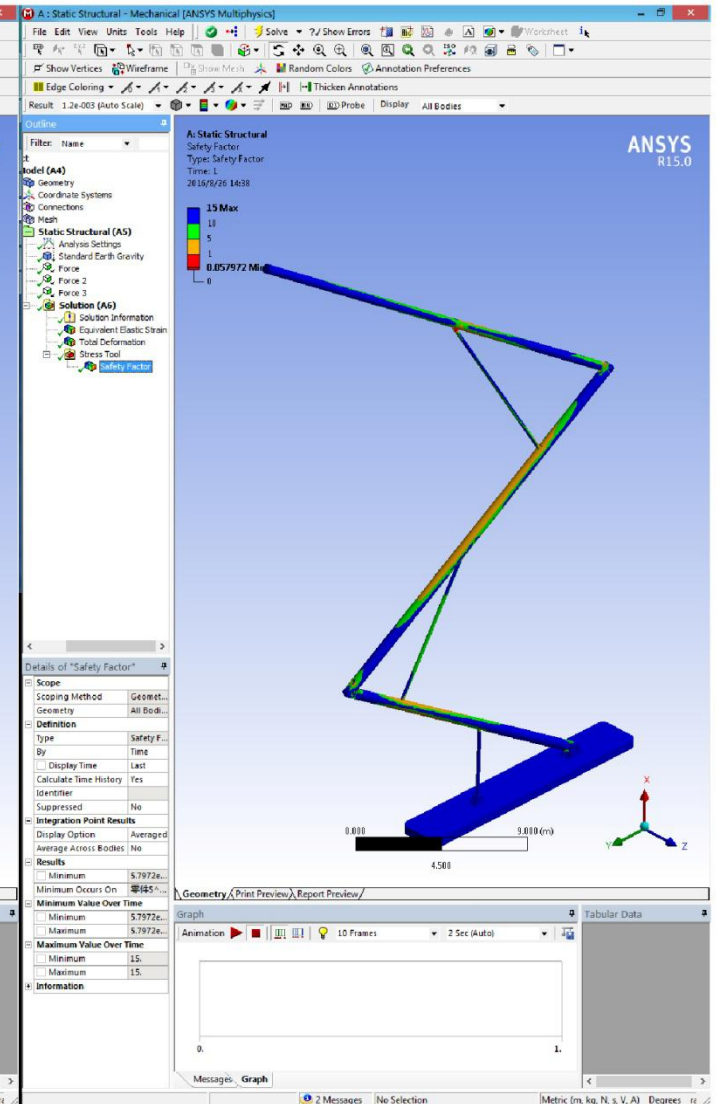 A : Static Structural - Mechanical [ANSYS Multiphysics]
File Edit View Units Tools Help Solve ?/ Show Errors Worksheet
Show Vertices Wireframe Show Mesh Random Colors Annotation Preferences
Edge Coloring Thicken Annotations
Result 1.2e-003 (Auto Scale) Probe Display All Bodies
Outline
Filter: Name
Model (A4)
Geometry
Coordinate Systems
Connections
Mesh
Static Structural (A5)
Analysis Settings
Standard Earth Gravity
Force
Force 2
Force 3
Solution (A6)
Solution Information
Equivalent Elastic Strain
Total Deformation
Stress Tool
Safety Factor
A: Static Structural
Safety Factor
Type: Safety Factor
Time: 1
2016/8/26 14:38
15 Max
10
5
1
0.057972 Min
0
ANSYS
R15.0
X
Y
Z
0.000
9.000 (m)
4.500
Details of "Safety Factor"
Scope
Scoping Method Geomet...
Geometry All Bodi...
Definition
Type Safety F...
By Time
Display Time Last
Calculate Time History Yes
Identifier
Suppressed No
Integration Point Results
Display Option Averaged
Average Across Bodies No
Results
Minimum 5.7972e...
Minimum Occurs On 零件5^...
Minimum Value Over Time
Minimum 5.7972e...
Maximum 5.7972e...
Maximum Value Over Time
Minimum 15.
Maximum 15.
Information
Geometry Print Preview Report Preview
Graph
Animation 10 Frames 2 Sec (Auto)
0.
1.
Messages Graph
Tabular Data
2 Messages No Selection Metric (m, kg, N, s, V, A) Degrees